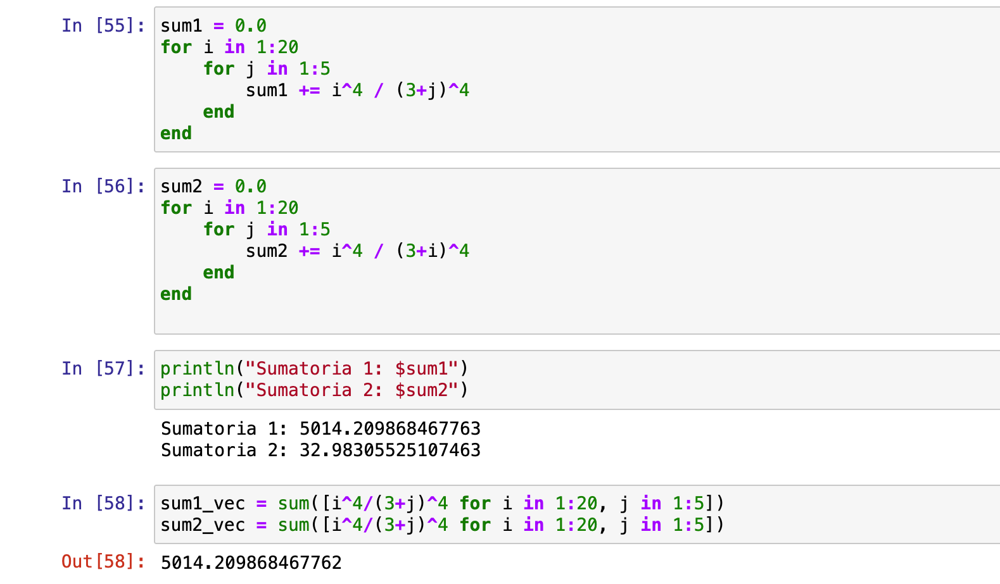 In [55]: sum1 = 0.0
for i in 1:20
    for j in 1:5
        sum1 += i^4 / (3+j)^4
    end
end
In [56]: sum2 = 0.0
for i in 1:20
    for j in 1:5
        sum2 += i^4 / (3+i)^4
    end
end
In [57]: println("Sumatoria 1: $sum1")
println("Sumatoria 2: $sum2")
Sumatoria 1: 5014.209868467763
Sumatoria 2: 32.98305525107463
In [58]: sum1_vec = sum([i^4/(3+j)^4 for i in 1:20, j in 1:5])
sum2_vec = sum([i^4/(3+j)^4 for i in 1:20, j in 1:5])
Out[58]: 5014.209868467762